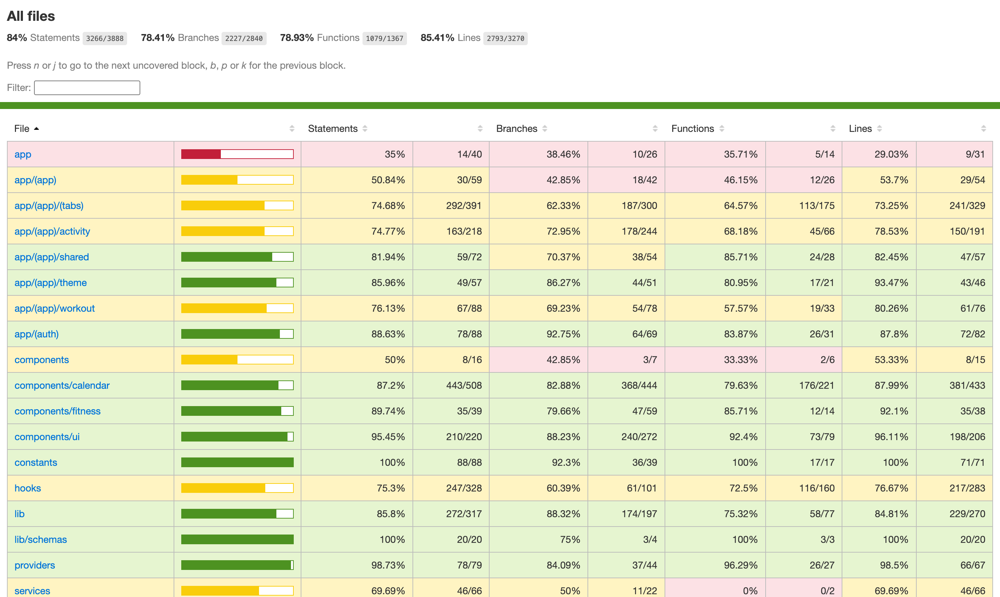 All files
84% Statements 3266/3888 78.41% Branches 2227/2840 78.93% Functions 1079/1367 85.41% Lines 2793/3270
Press n or j to go to the next uncovered block, b, p or k for the previous block.
Filter:
File Statements Branches Functions Lines
app 35% 14/40 38.46% 10/26 35.71% 5/14 29.03% 9/31
app/(app) 50.84% 30/59 42.85% 18/42 46.15% 12/26 53.7% 29/54
app/(app)/(tabs) 74.68% 292/391 62.33% 187/300 64.57% 113/175 73.25% 241/329
app/(app)/activity 74.77% 163/218 72.95% 178/244 68.18% 45/66 78.53% 150/191
app/(app)/shared 81.94% 59/72 70.37% 38/54 85.71% 24/28 82.45% 47/57
app/(app)/theme 85.96% 49/57 86.27% 44/51 80.95% 17/21 93.47% 43/46
app/(app)/workout 76.13% 67/88 69.23% 54/78 57.57% 19/33 80.26% 61/76
app/(auth) 88.63% 78/88 92.75% 64/69 83.87% 26/31 87.8% 72/82
components 50% 8/16 42.85% 3/7 33.33% 2/6 53.33% 8/15
components/calendar 87.2% 443/508 82.88% 368/444 79.63% 176/221 87.99% 381/433
components/fitness 89.74% 35/39 79.66% 47/59 85.71% 12/14 92.1% 35/38
components/ui 95.45% 210/220 88.23% 240/272 92.4% 73/79 96.11% 198/206
constants 100% 88/88 92.3% 36/39 100% 17/17 100% 71/71
hooks 75.3% 247/328 60.39% 61/101 72.5% 116/160 76.67% 217/283
lib 85.8% 272/317 88.32% 174/197 75.32% 58/77 84.81% 229/270
lib/schemas 100% 20/20 75% 3/4 100% 3/3 100% 20/20
providers 98.73% 78/79 84.09% 37/44 96.29% 26/27 98.5% 66/67
services 69.69% 46/66 50% 11/22 0% 0/2 69.69% 46/66